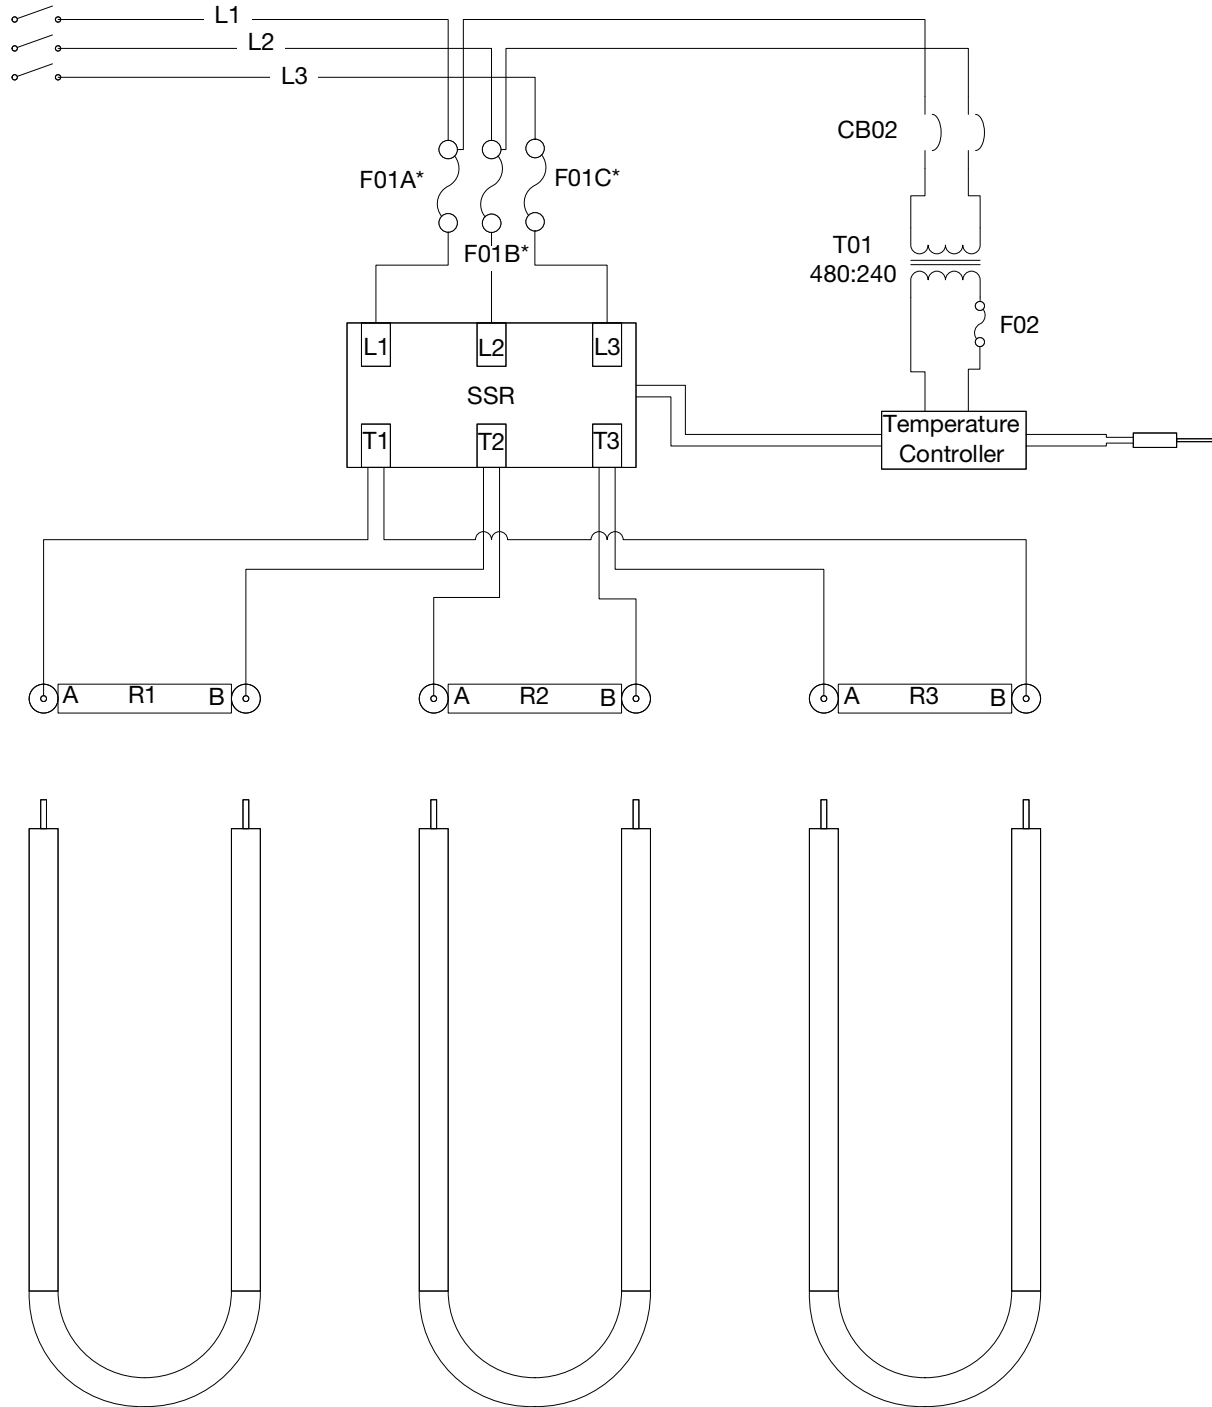 L1
L2
L3
CB02
F01A*
F01C*
F01B*
T01
480:240
F02
L1
L2
L3
SSR
T1
T2
T3
Temperature
Controller
A R1 B
A R2 B
A R3 B